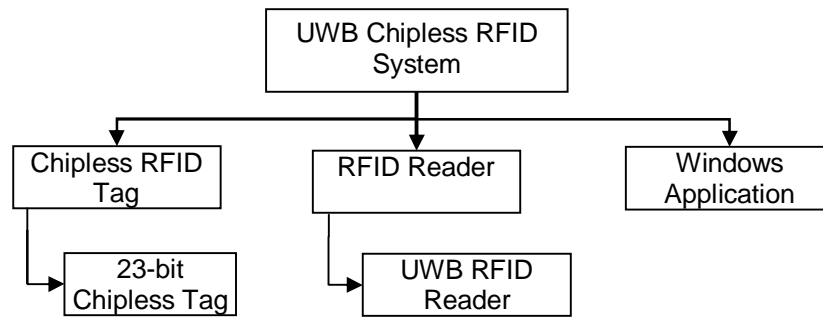 UWB Chipless RFID
System
Chipless RFID
Tag
RFID Reader
Windows
Application
23-bit
Chipless Tag
UWB RFID
Reader